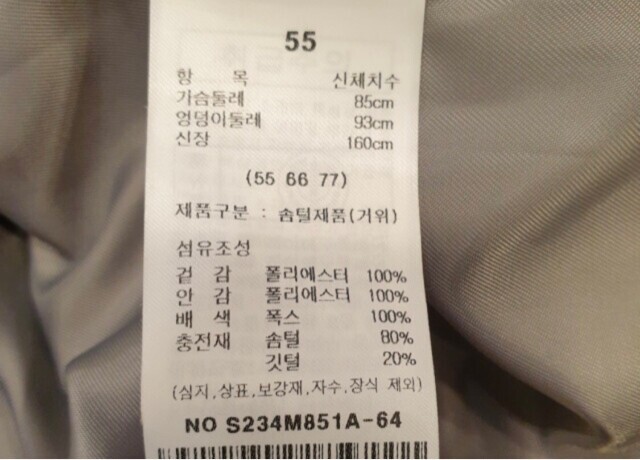 55
항 목 신체치수
가슴둘레 85cm
엉덩이둘레 93cm
신장 160cm
(55 66 77)
제품구분 : 솜털제품(거위)
섬유조성
겉 감 폴리에스터 100%
안 감 폴리에스터 100%
배 색 폭스 100%
충전재 솜털 80%
깃털 20%
(심지,상표,보강재,자수,장식 제외)
NO S234M851A-64